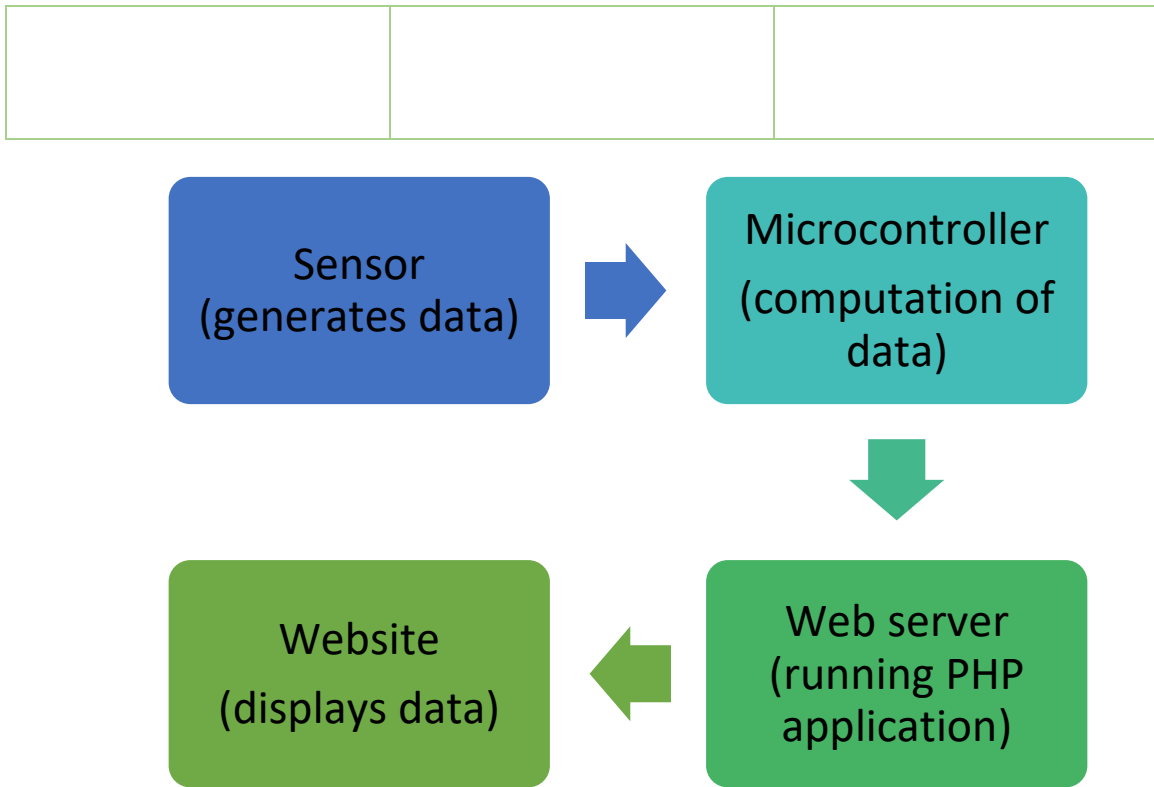 Sensor
(generates data)
Microcontroller
(computation of
data)
Web server
(running PHP
application)
Website
(displays data)